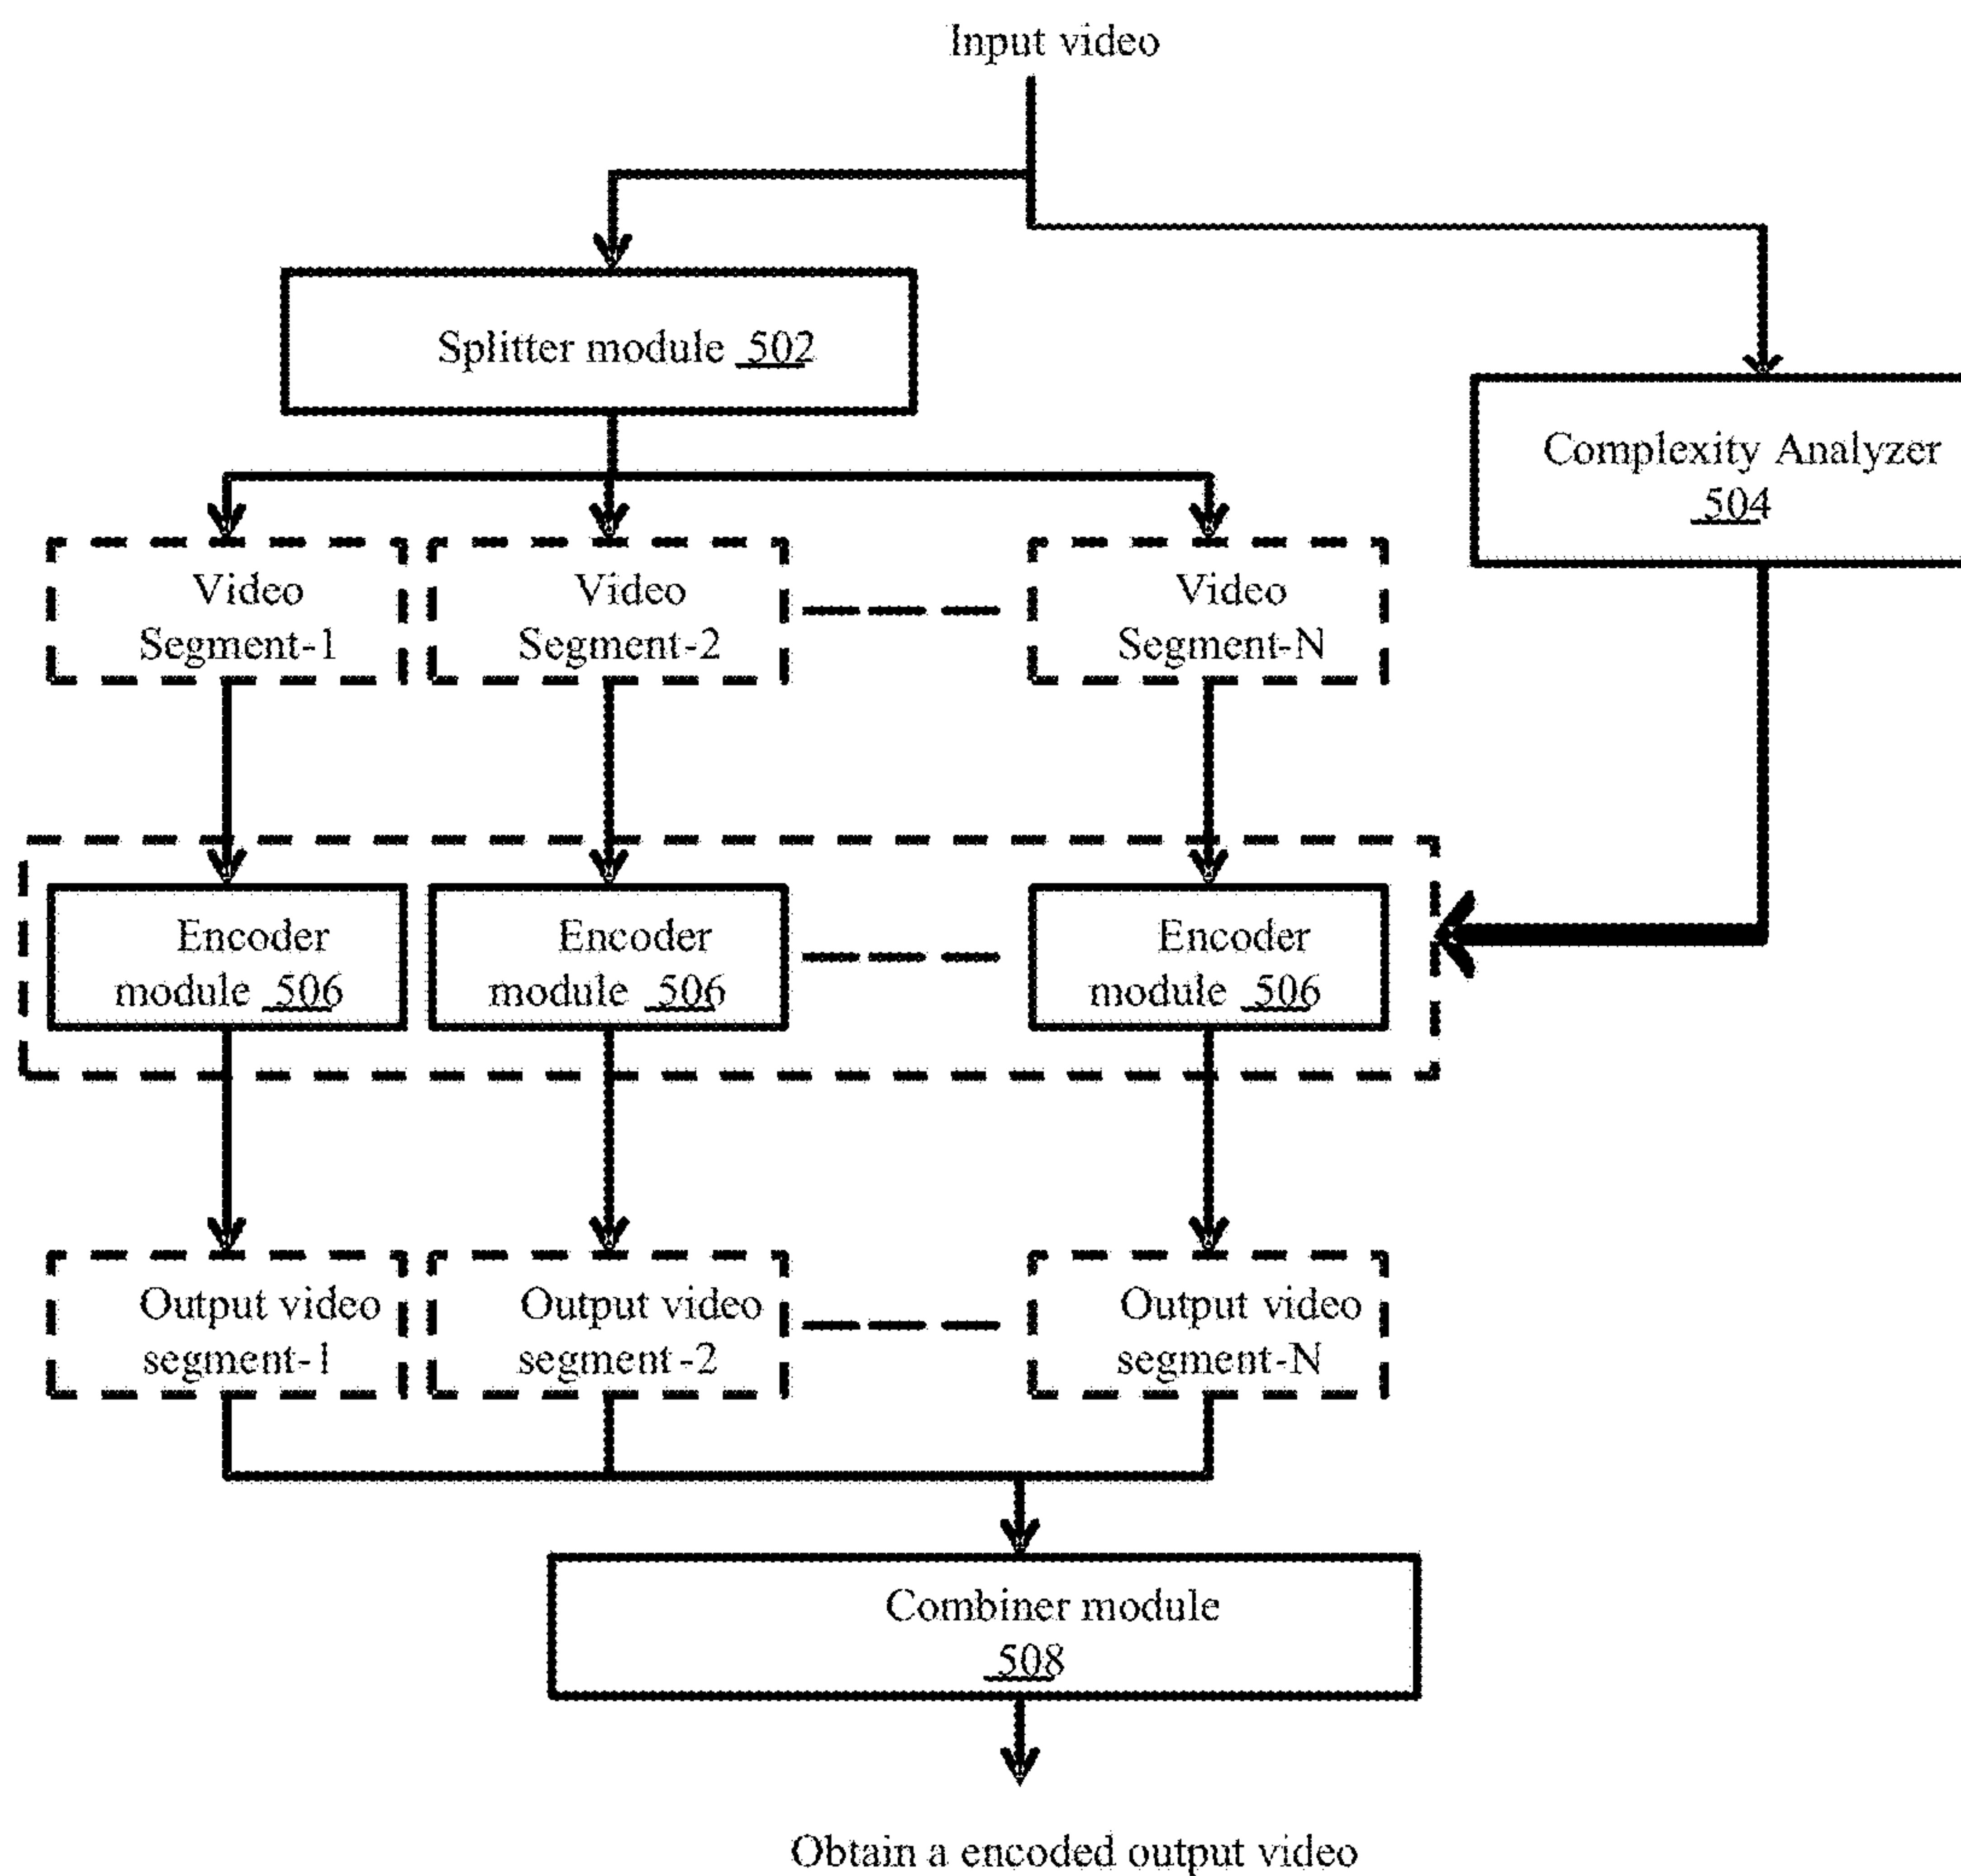 Input video
Splitter module 502
Complexity Analyzer
504
Video
Segment-1
Video
Segment-2
Video
Segment-N
Encoder
module 506
Encoder
module 506
Encoder
module 506
Output video
segment-1
Output video
segment-2
Output video
segment-N
Combiner module
508
Obtain a encoded output video